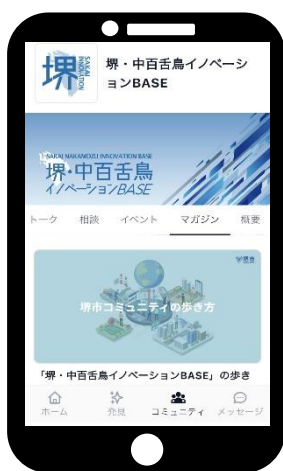 堺
SAKAI
INNOVATION
堺・中百舌鳥イノベーシ
ョンBASE
SAKAI NAKAMOZU INNOVATION BASE
堺・中百舌鳥
イノベーションBASE
トーク 相談 イベント マガジン 概要
堺市
堺市コミュニティの歩き方
「堺・中百舌鳥イノベーションBASE」の歩き
ホーム 発見 コミュニティ メッセージ